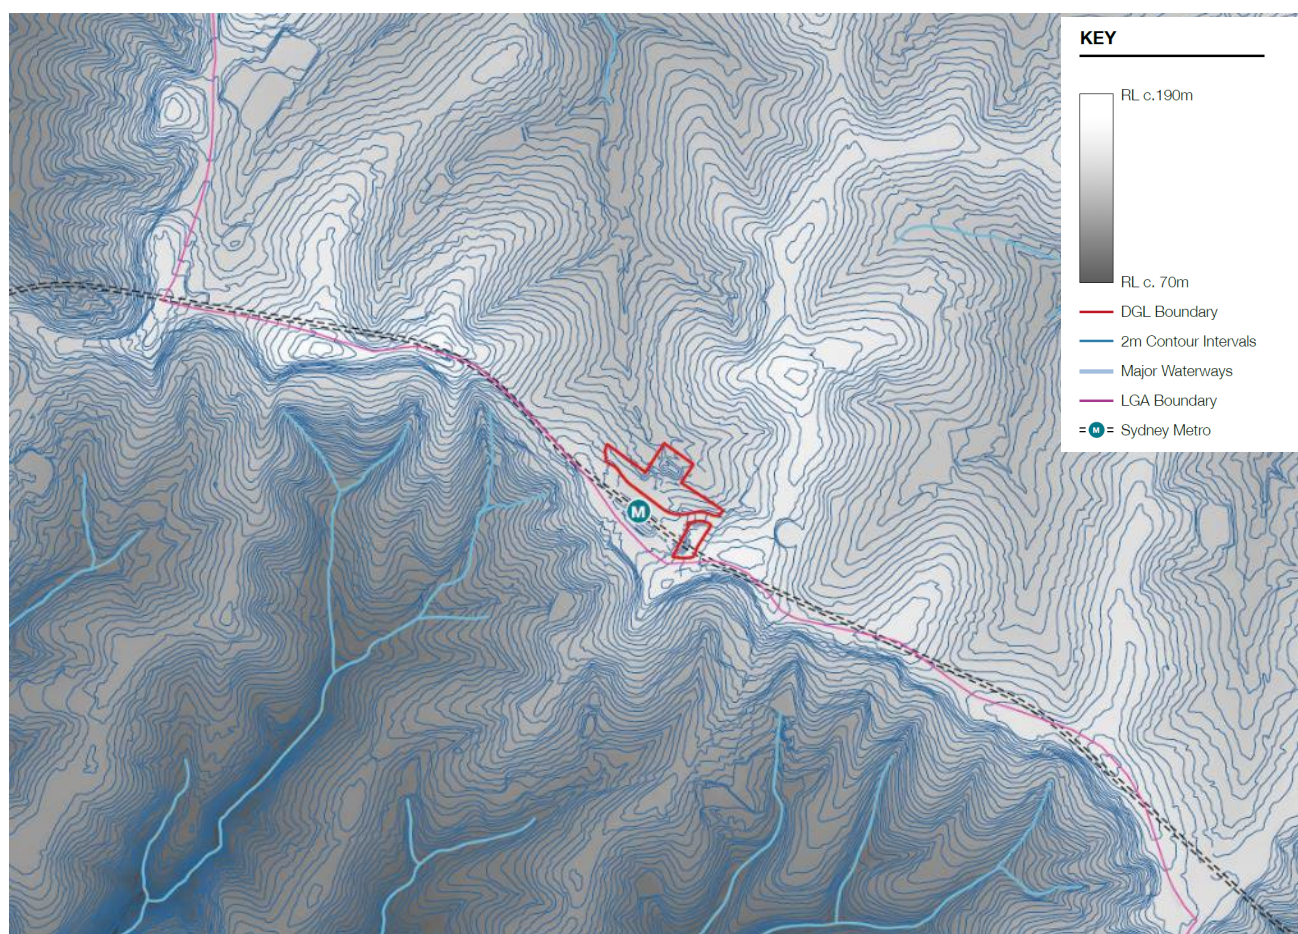 KEY
RL c.190m
RL c. 70m
DGL Boundary
2m Contour Intervals
Major Waterways
LGA Boundary
M
Sydney Metro
M